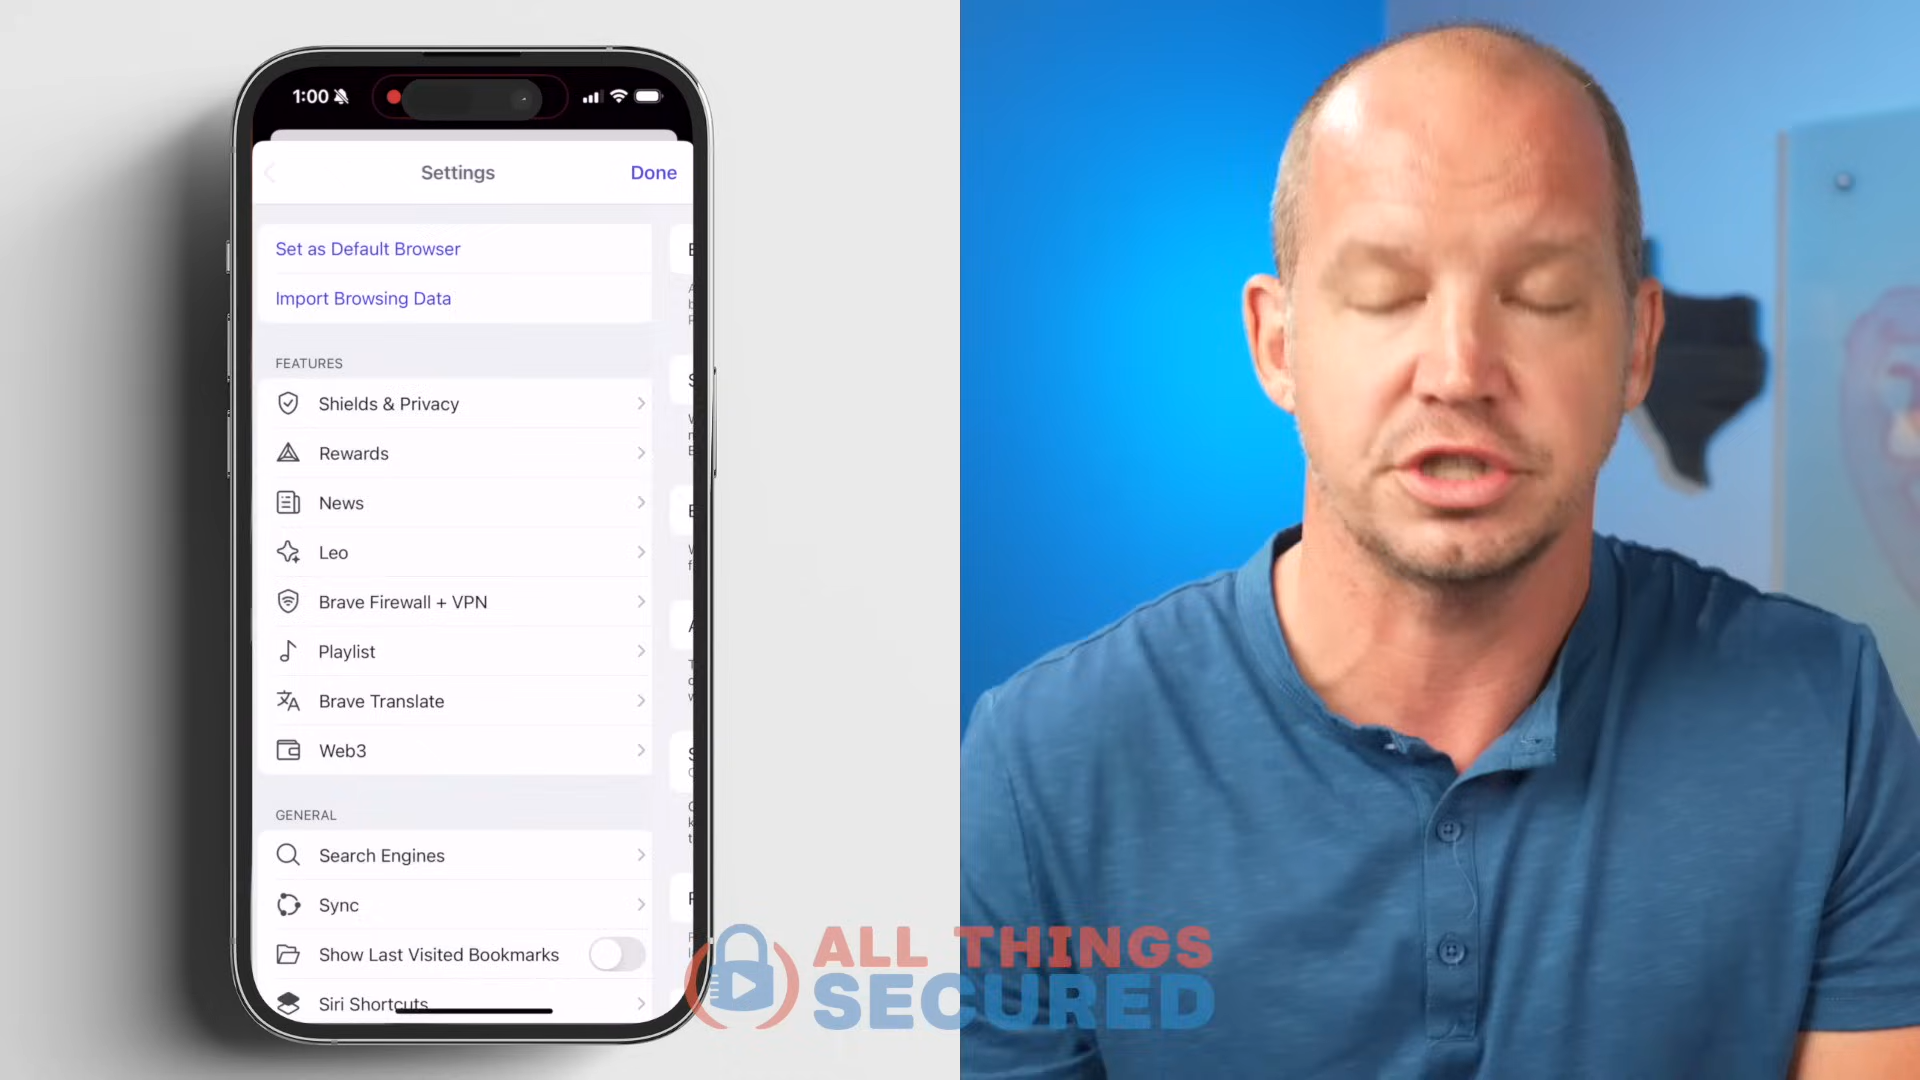 1:00
Settings
Done
Set as Default Browser
Import Browsing Data
FEATURES
Shields & Privacy
Rewards
News
Leo
Brave Firewall + VPN
Playlist
Brave Translate
Web3
GENERAL
Search Engines
Sync
Show Last Visited Bookmarks
Siri Shortcuts
ALL THINGS
SECURED